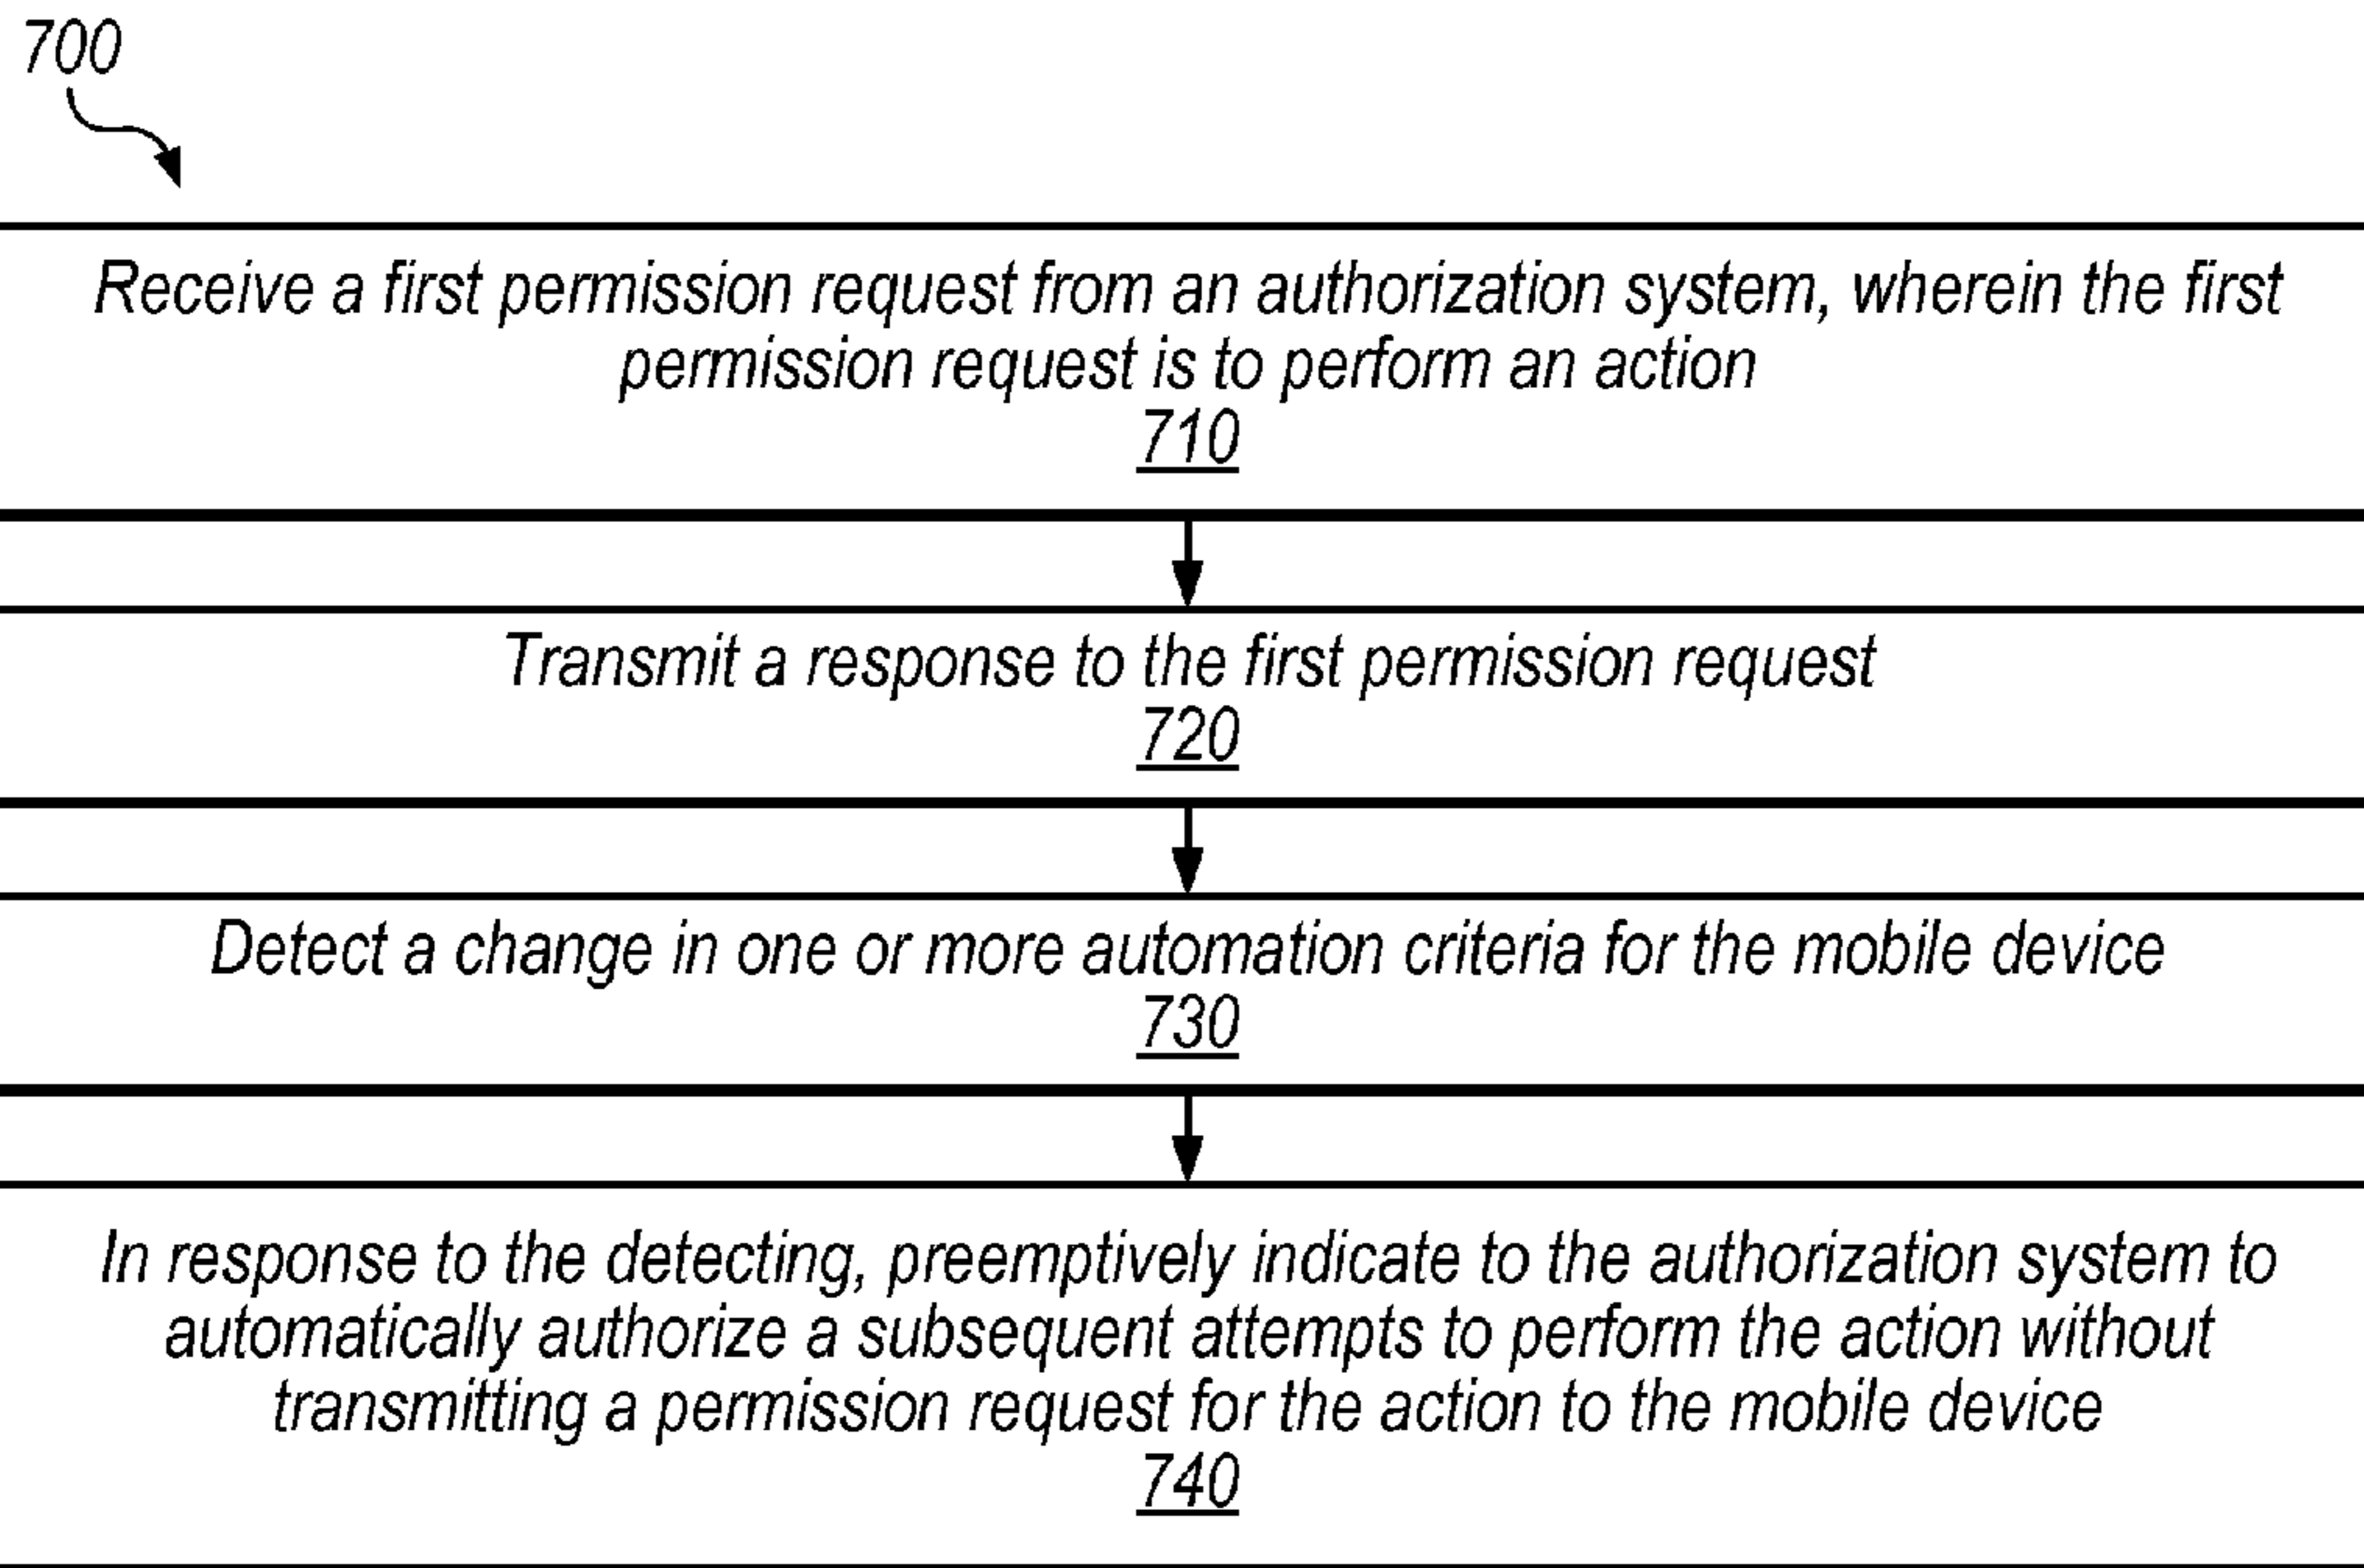 700
Receive a first permission request from an authorization system, wherein the first
permission request is to perform an action
710
Transmit a response to the first permission request
720
Detect a change in one or more automation criteria for the mobile device
730
In response to the detecting, preemptively indicate to the authorization system to
automatically authorize a subsequent attempts to perform the action without
transmitting a permission request for the action to the mobile device
740